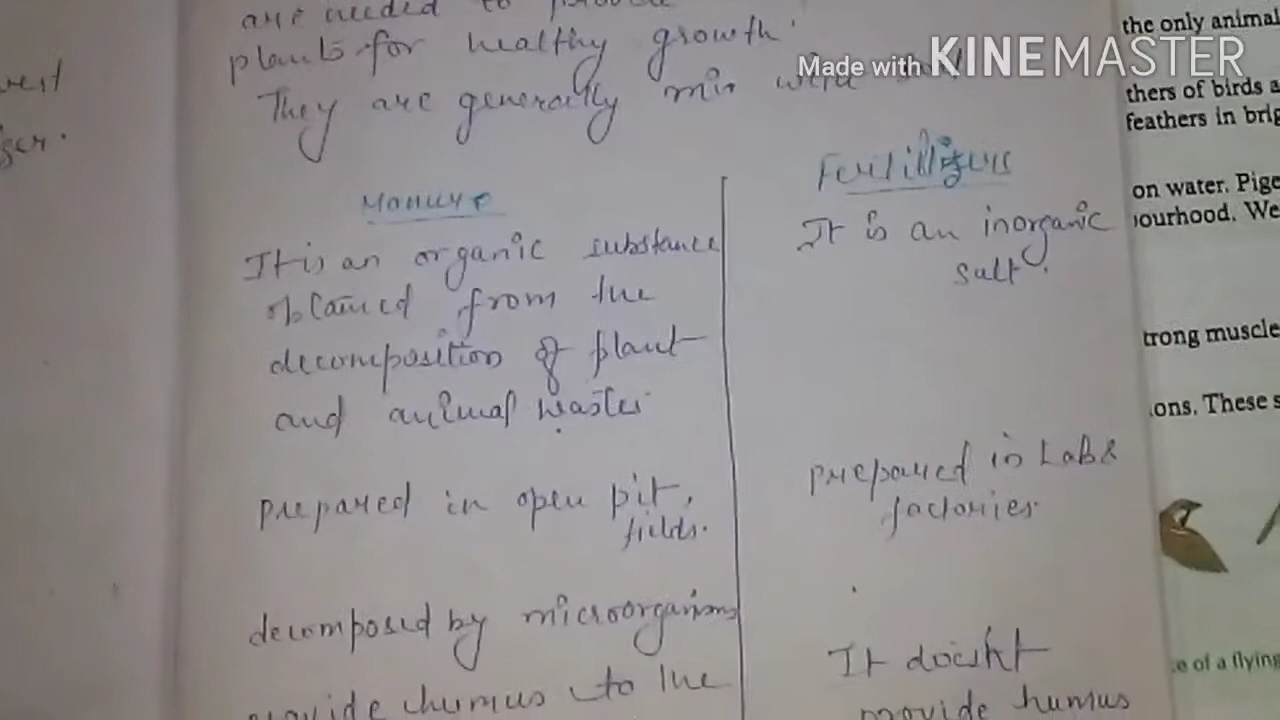 are needed to
plants for healthy growth.
They are generally mix with
Made with KINEMASTER
Manure
It is an organic substance
obtained from the
decomposition of plant
and animal wastes
prepared in open pit,
fields.
decomposed by microorganisms
provide humus to the
Fertilizers
It is an inorganic
salt.
prepared in Lab &
factories
It doesn't
provide humus
the only animal
thers of birds a
feathers in brig
on water. Pige
ourhood. We
trong muscle
ons. These s
e of a flying